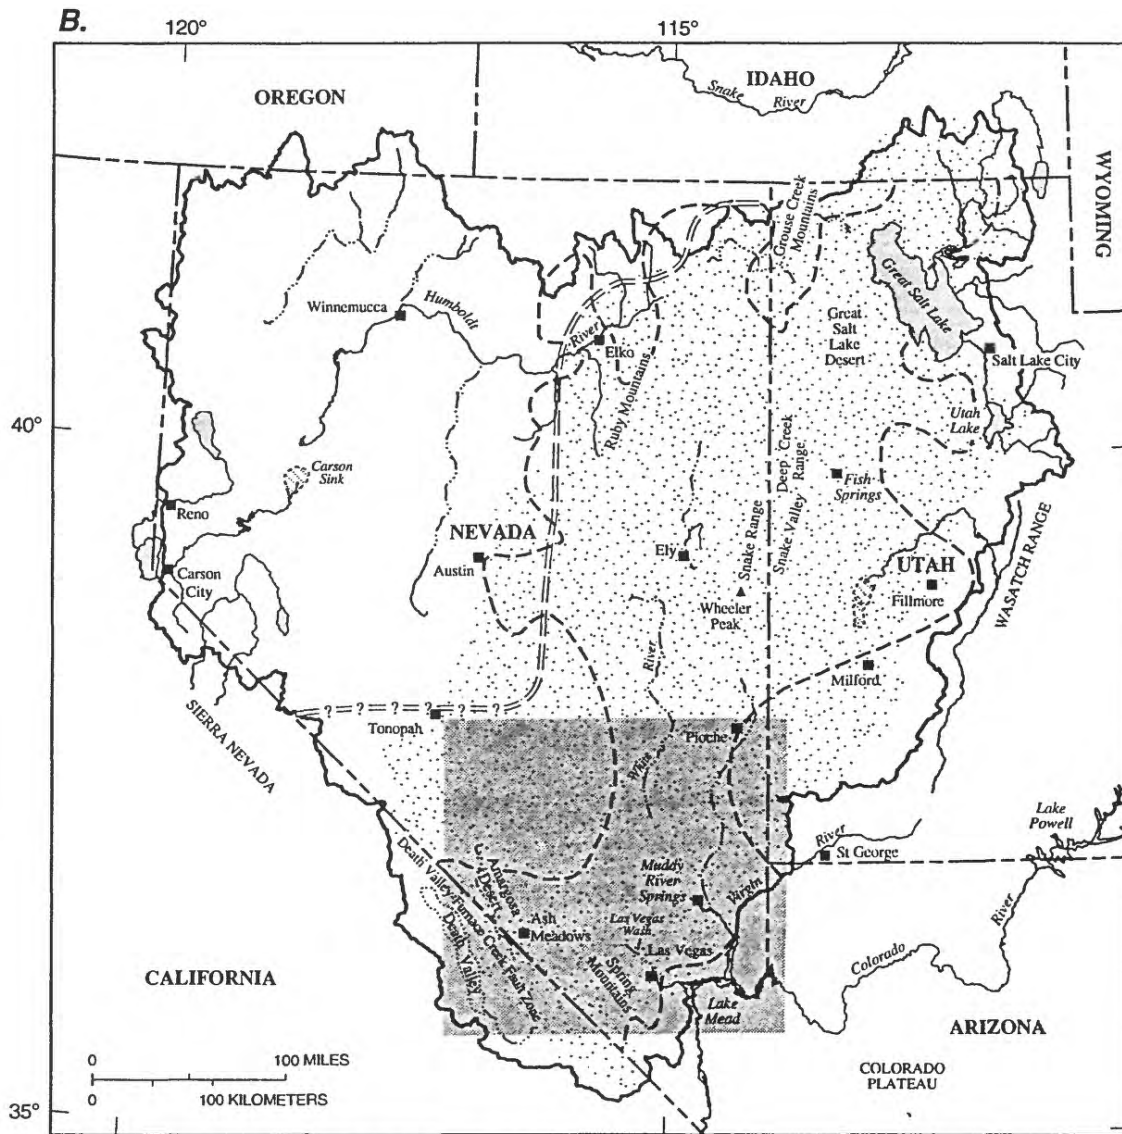 B.
120°
115°
OREGON
IDAHO
Snake
River
WYOMING
Grouse Creek
Mountains
Great Salt Lake
Winnemucca
Humboldt
River
Elko
Great
Salt
Lake
Desert
Salt Lake City
Ruby Mountains
40°
Utah
Lake
Carson
Sink
Deep Creek
Range
Fish
Springs
Reno
NEVADA
Snake Range
Snake Valley
Ely
UTAH
Austin
Carson
City
Wheeler
Peak
Fillmore
WASATCH RANGE
River
Milford
SIERRA NEVADA
? ? ? ? ? ? ?
Tonopah
Pioche
White
Lake
Powell
River
St George
Death Valley-Furnace Creek Fault Zone
Amargosa
Desert
Muddy
River
Springs
Virgin
River
Death Valley
Ash
Meadows
Las Vegas
Wash
Las Vegas
Colorado
CALIFORNIA
Spring
Mountains
Lake
Mead
ARIZONA
0 100 MILES
0 100 KILOMETERS
COLORADO
PLATEAU
35°